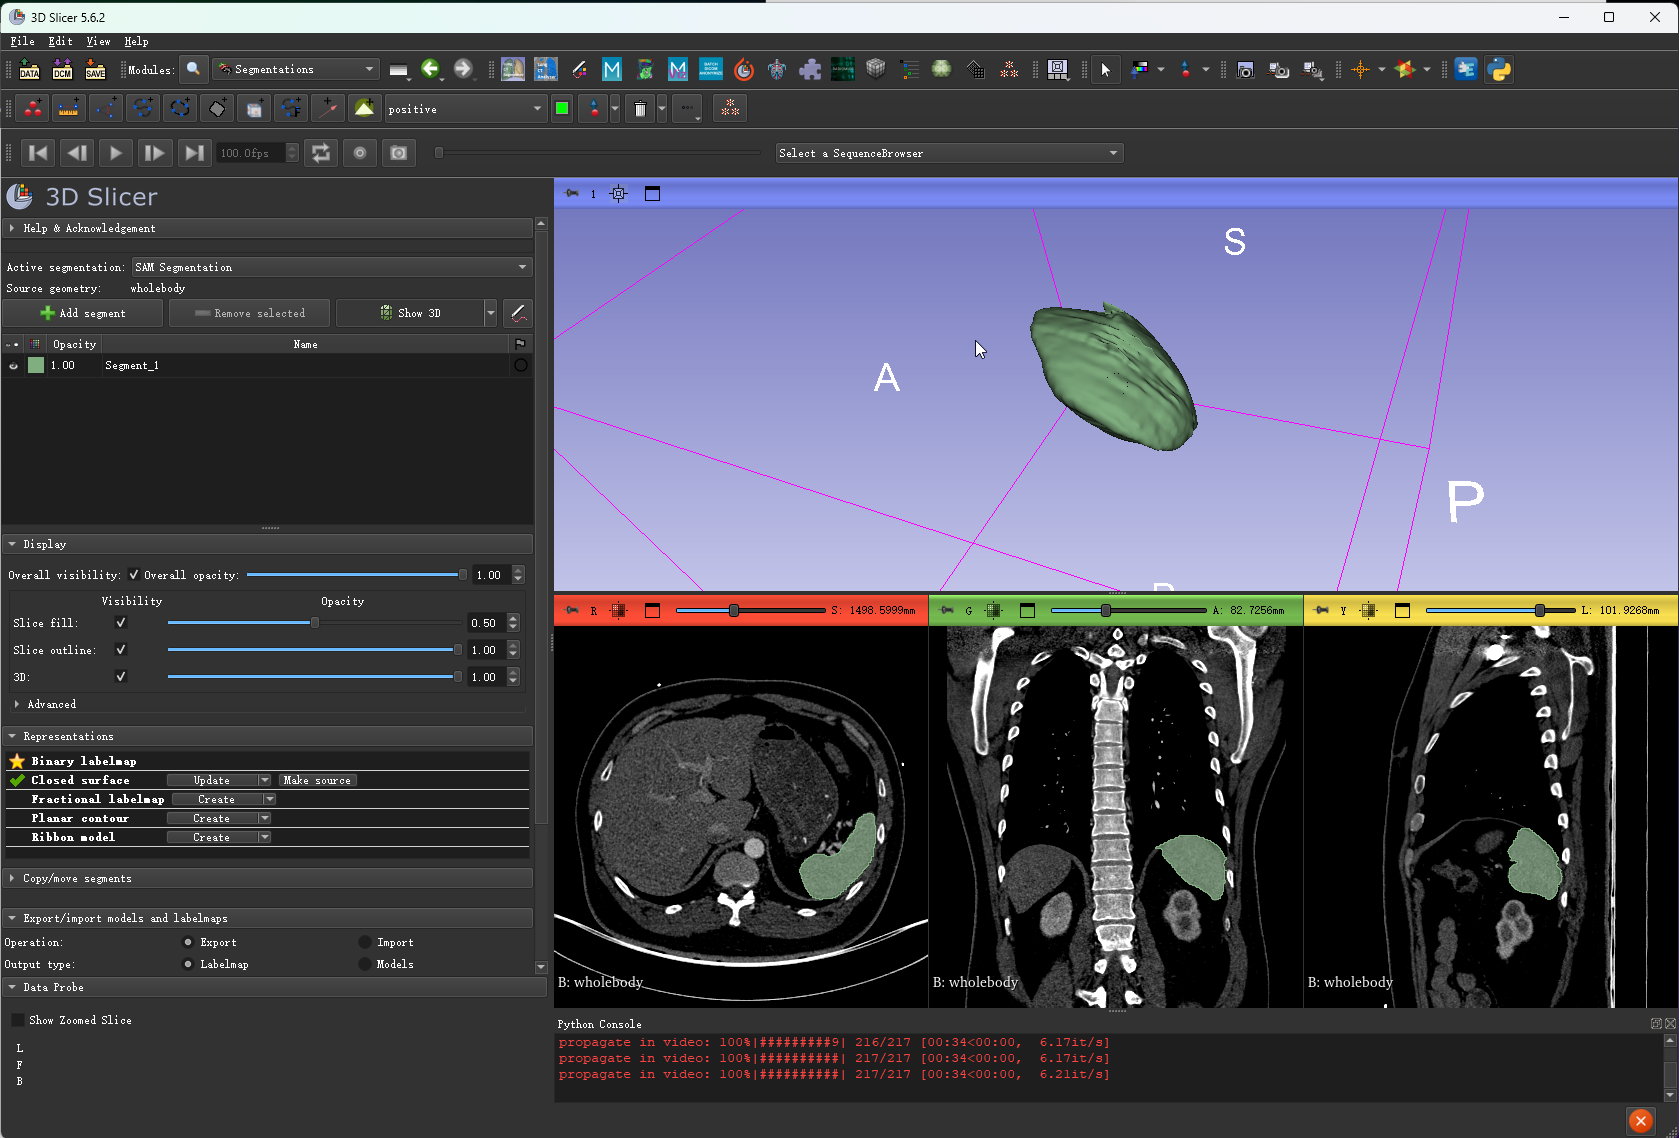 3D Slicer 5.6.2
File Edit View Help
DATA DCM SAVE Modules: Segmentations
positive
100.0fps Select a SequenceBrowser
3D Slicer
1
Help & Acknowledgement
S
Active segmentation: SAM Segmentation
Source geometry: wholebody
Add segment Remove selected Show 3D
Opacity Name
1.00 Segment_1
A
P
Display
Overall visibility: Overall opacity: 1.00
Visibility Opacity
Slice fill: 0.50
Slice outline: 1.00
3D: 1.00
Advanced
R S: 1498.5999mm
G A: 82.7256mm
Y L: 101.9268mm
Representations
Binary labelmap
Closed surface Update Make source
Fractional labelmap Create
Planar contour Create
Ribbon model Create
Copy/move segments
Export/import models and labelmaps
Operation: Export Import
Output type: Labelmap Models
B: wholebody
B: wholebody
B: wholebody
Data Probe
Show Zoomed Slice
L
F
B
Python Console
propagate in video: 100%|#########9| 216/217 [00:34<00:00, 6.17it/s]
propagate in video: 100%|##########| 217/217 [00:34<00:00, 6.17it/s]
propagate in video: 100%|##########| 217/217 [00:34<00:00, 6.21it/s]